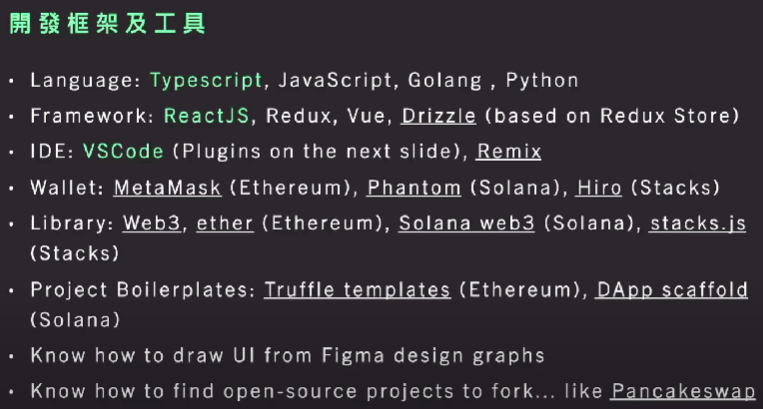 開發框架及工具
• Language: Typescript, JavaScript, Golang , Python
• Framework: ReactJS, Redux, Vue, Drizzle (based on Redux Store)
• IDE: VSCode (Plugins on the next slide), Remix
• Wallet: MetaMask (Ethereum), Phantom (Solana), Hiro (Stacks)
• Library: Web3, ether (Ethereum), Solana web3 (Solana), stacks.js
(Stacks)
• Project Boilerplates: Truffle templates (Ethereum), DApp scaffold
(Solana)
• Know how to draw UI from Figma design graphs
• Know how to find open-source projects to fork... like Pancakeswap